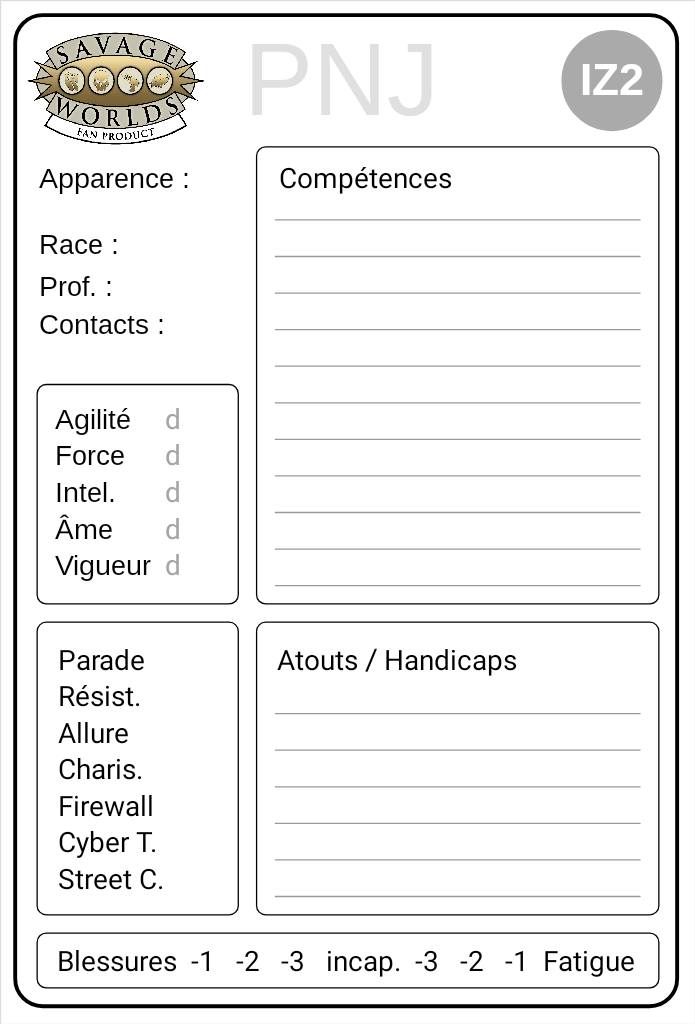 SAVAGE
WORLDS
FAN PRODUCT
PNJ
IZ2
Apparence :
Race :
Prof. :
Contacts :
Compétences
Agilité d
Force d
Intel. d
Âme d
Vigueur d
Parade
Résist.
Allure
Charis.
Firewall
Cyber T.
Street C.
Atouts / Handicaps
Blessures -1 -2 -3 incap. -3 -2 -1 Fatigue